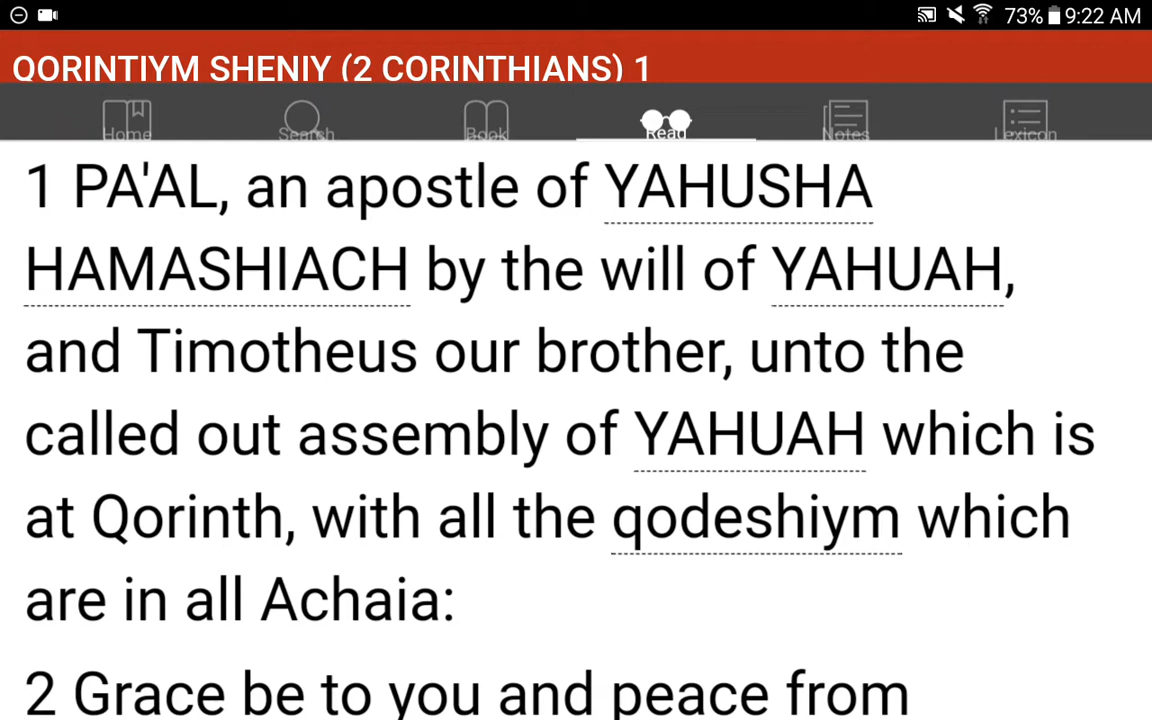 73% 9:22 AM
QORINTIYM SHENIY (2 CORINTHIANS) 1
Home Search Book Read Notes Lexicon
1 PA'AL, an apostle of YAHUSHA
HAMASHIACH by the will of YAHUAH,
and Timotheus our brother, unto the
called out assembly of YAHUAH which is
at Qorinth, with all the qodeshiym which
are in all Achaia:
2 Grace be to you and peace from